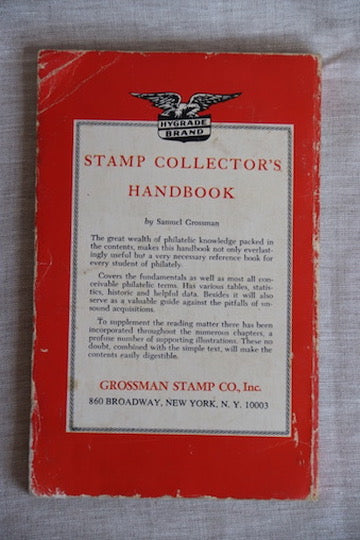 HYGRADE
BRAND
STAMP COLLECTOR'S
HANDBOOK
by Samuel Grossman
The great wealth of philatelic knowledge packed in
the contents, makes this handbook not only everlast-
ingly useful but a very necessary reference book for
every student of philately.
Covers the fundamentals as well as most all con-
ceivable philatelic terms. Has various tables, statis-
tics, historic and helpful data. Besides it will also
serve as a valuable guide against the pitfalls of un-
sound acquisitions.
To supplement the reading matter there has been
incorporated throughout the numerous chapters, a
profuse number of supporting illustrations. These no
doubt, combined with the simple text, will make the
contents easily digestible.
GROSSMAN STAMP CO., Inc.
860 BROADWAY, NEW YORK, N. Y. 10003